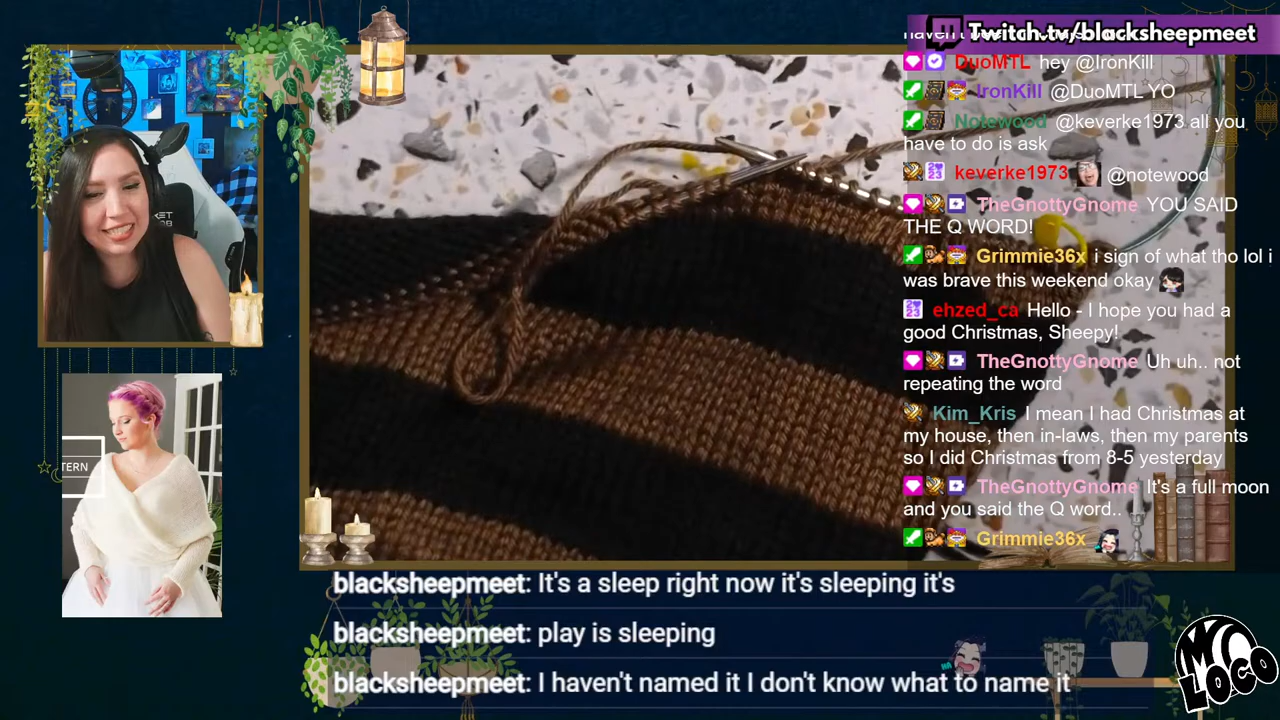 Twitch.tv/blacksheepmeet
DuoMTL hey @IronKill
IronKill @DuoMTL YO
Notewood @keverke1973 all you
have to do is ask
keverke1973 @notewood
TheGnottyGnome YOU SAID
THE Q WORD!
Grimmie36x i sign of what tho lol i
was brave this weekend okay
ehzed_ca Hello - I hope you had a
good Christmas, Sheepy!
TheGnottyGnome Uh uh.. not
repeating the word
Kim_Kris I mean I had Christmas at
my house, then in-laws, then my parents
so I did Christmas from 8-5 yesterday
TheGnottyGnome It's a full moon
and you said the Q word..
Grimmie36x
TERN
blacksheepmeet: It's a sleep right now it's sleeping it's
blacksheepmeet: play is sleeping
blacksheepmeet: I haven't named it I don't know what to name it
MC
LOCO